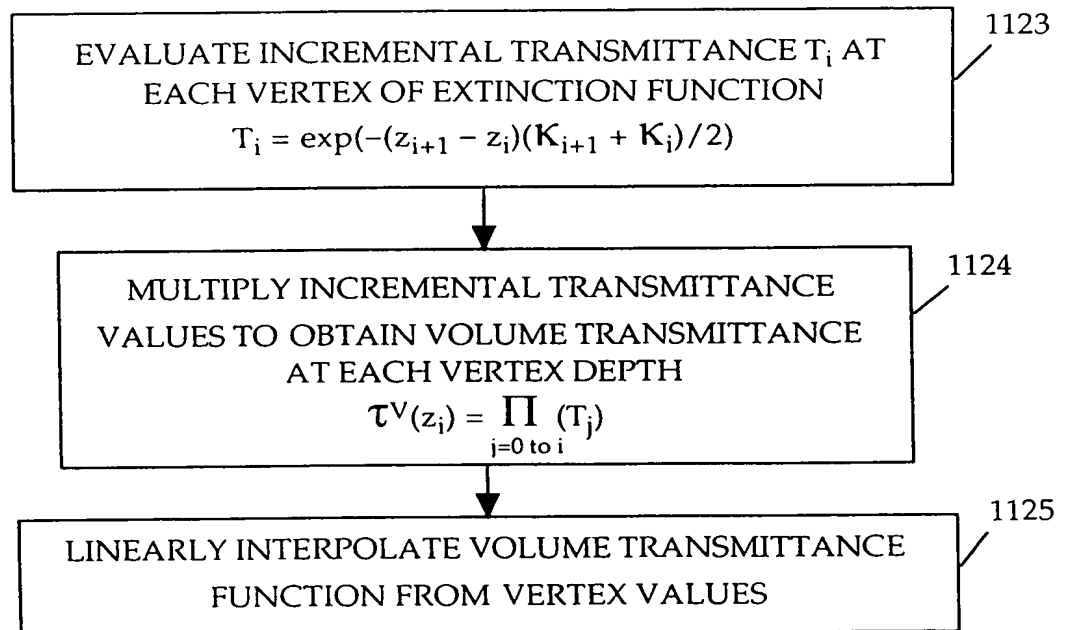 1123
EVALUATE INCREMENTAL TRANSMITTANCE Tᵢ AT
EACH VERTEX OF EXTINCTION FUNCTION
Tᵢ = exp(-(zᵢ₊₁ – zᵢ)(Κᵢ₊₁ + Κᵢ)/2)
1124
MULTIPLY INCREMENTAL TRANSMITTANCE
VALUES TO OBTAIN VOLUME TRANSMITTANCE
AT EACH VERTEX DEPTH
τⱽ(zᵢ) = Π (Tⱼ)
j=0 to i
1125
LINEARLY INTERPOLATE VOLUME TRANSMITTANCE
FUNCTION FROM VERTEX VALUES